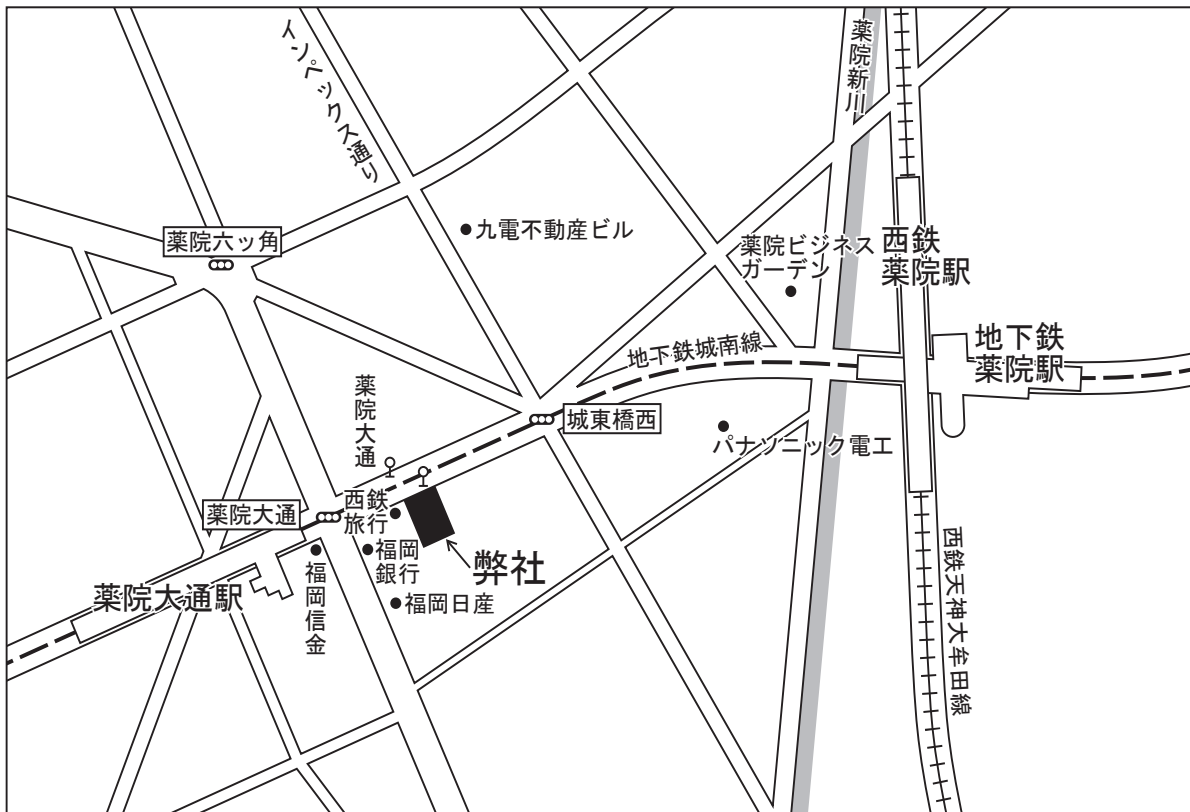 インペックス通り
薬院新川
薬院六ッ角
九電不動産ビル
薬院ビジネス
ガーデン
西鉄
薬院駅
地下鉄
薬院駅
地下鉄城南線
薬院大通
城東橋西
パナソニック電工
薬院大通
西鉄
旅行
福岡
銀行
弊社
福岡信金
福岡日産
薬院大通駅
西鉄天神大牟田線